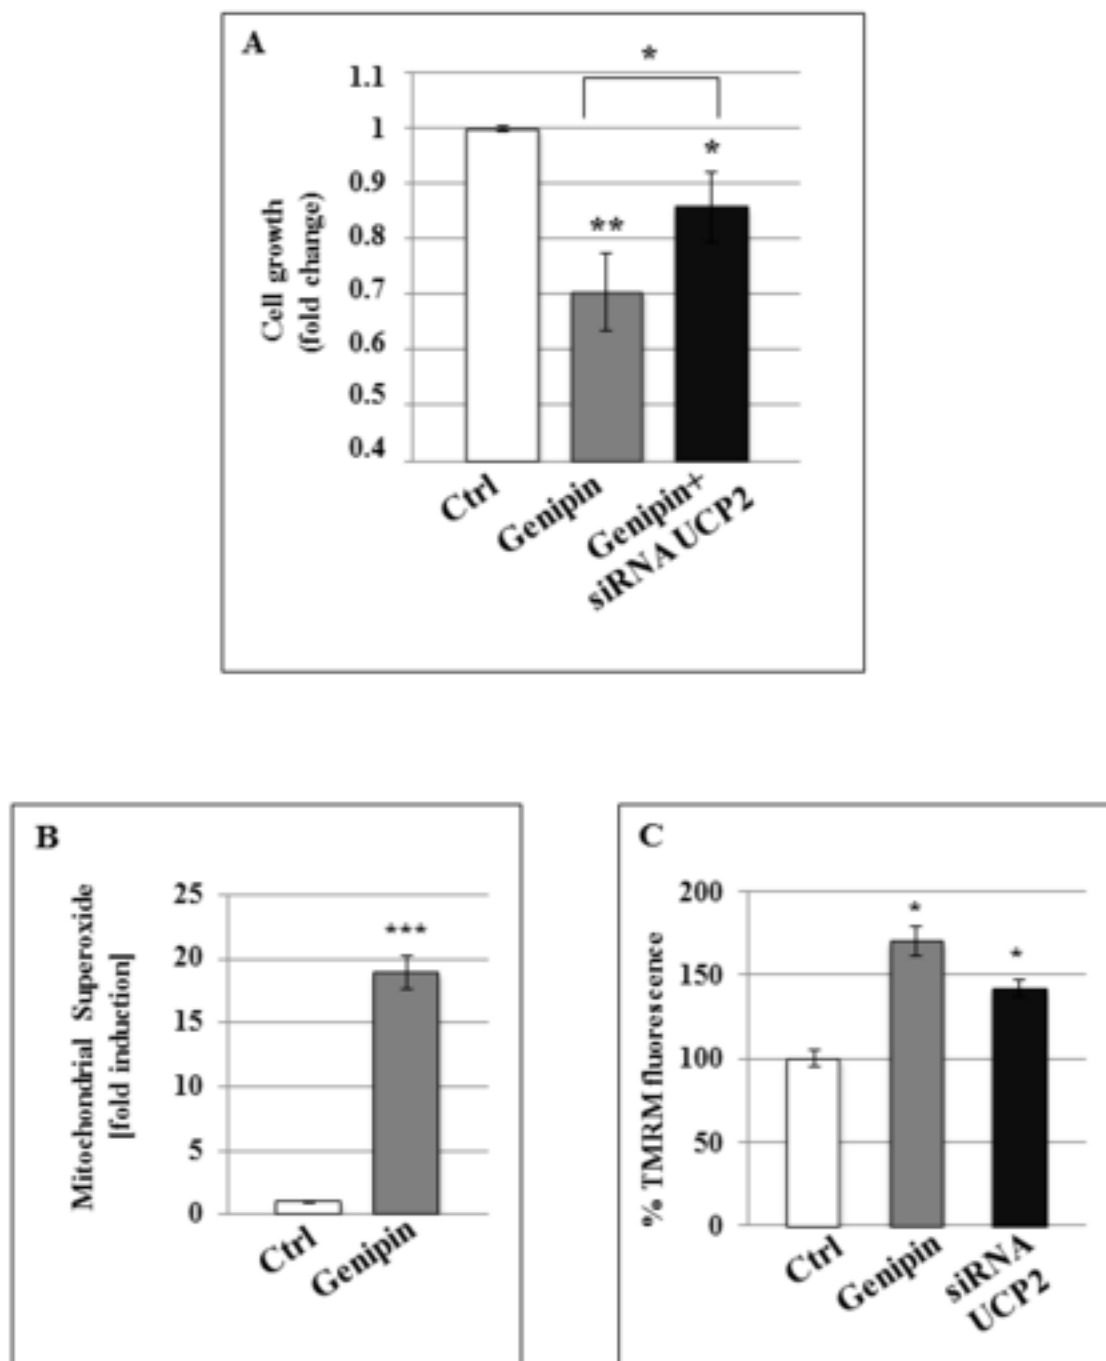 A
*
1.1
1
0.9
0.8
0.7
0.6
0.5
0.4
*
**
Cell growth
(fold change)
Ctrl
Genipin
Genipin+
siRNA UCP2
B
Mitochondrial Superoxide
[fold induction]
25
20
15
10
5
0
***
Ctrl
Genipin
C
% TMRM fluorescence
200
150
100
50
0
*
*
Ctrl
Genipin
siRNA
UCP2